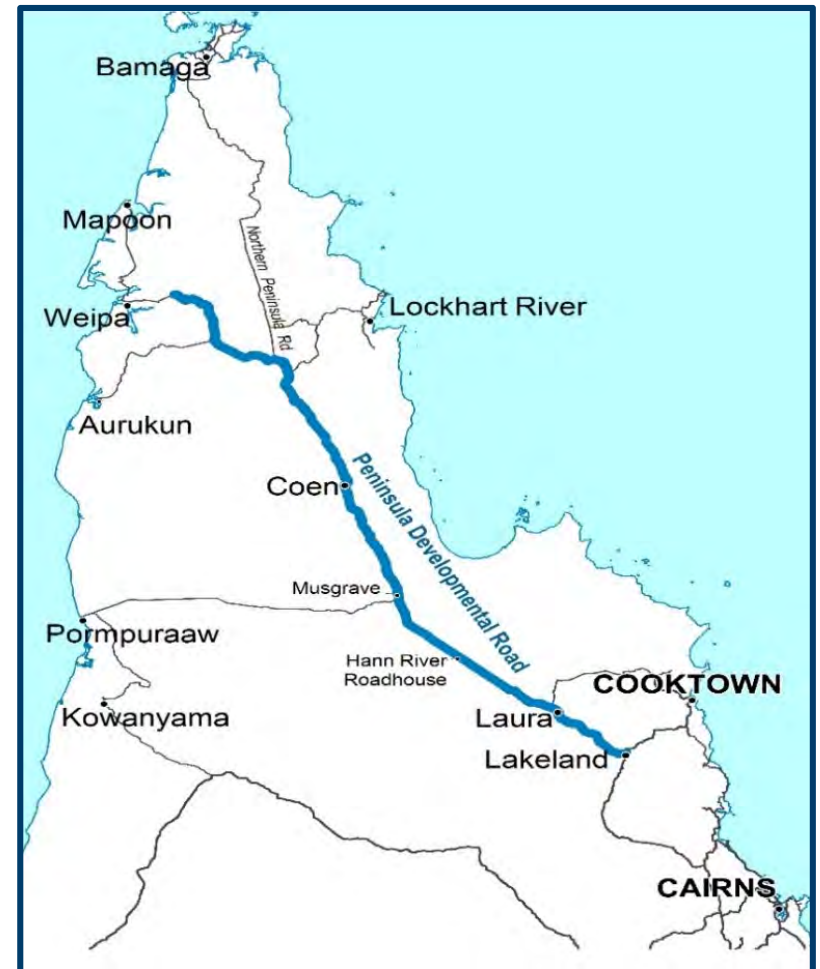 Bamaga
Mapoon
Northern Peninsula Rd
Weipa
Lockhart River
Aurukun
Peninsula Developmental Road
Coen
Musgrave
Pormpuraaw
Hann River
Roadhouse
COOKTOWN
Kowanyama
Laura
Lakeland
CAIRNS